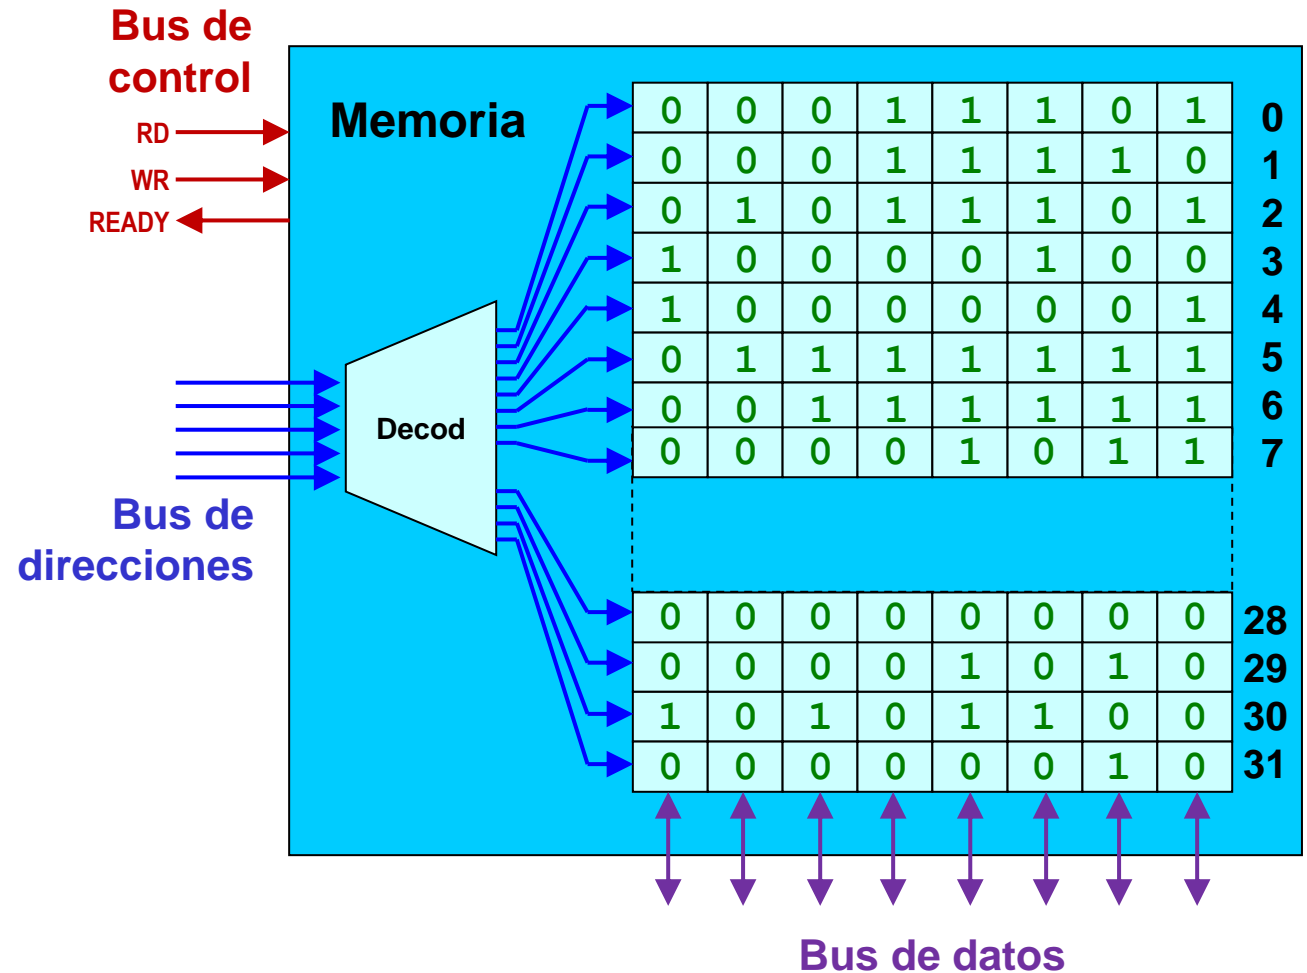 Bus de
control
RD
WR
READY
Memoria
0 0 0 1 1 1 0 1 0
0 0 0 1 1 1 1 0 1
0 1 0 1 1 1 0 1 2
1 0 0 0 0 1 0 0 3
1 0 0 0 0 0 0 1 4
0 1 1 1 1 1 1 1 5
0 0 1 1 1 1 1 1 6
0 0 0 0 1 0 1 1 7
Decod
Bus de
direcciones
0 0 0 0 0 0 0 0 28
0 0 0 0 1 0 1 0 29
1 0 1 0 1 1 0 0 30
0 0 0 0 0 0 1 0 31
Bus de datos